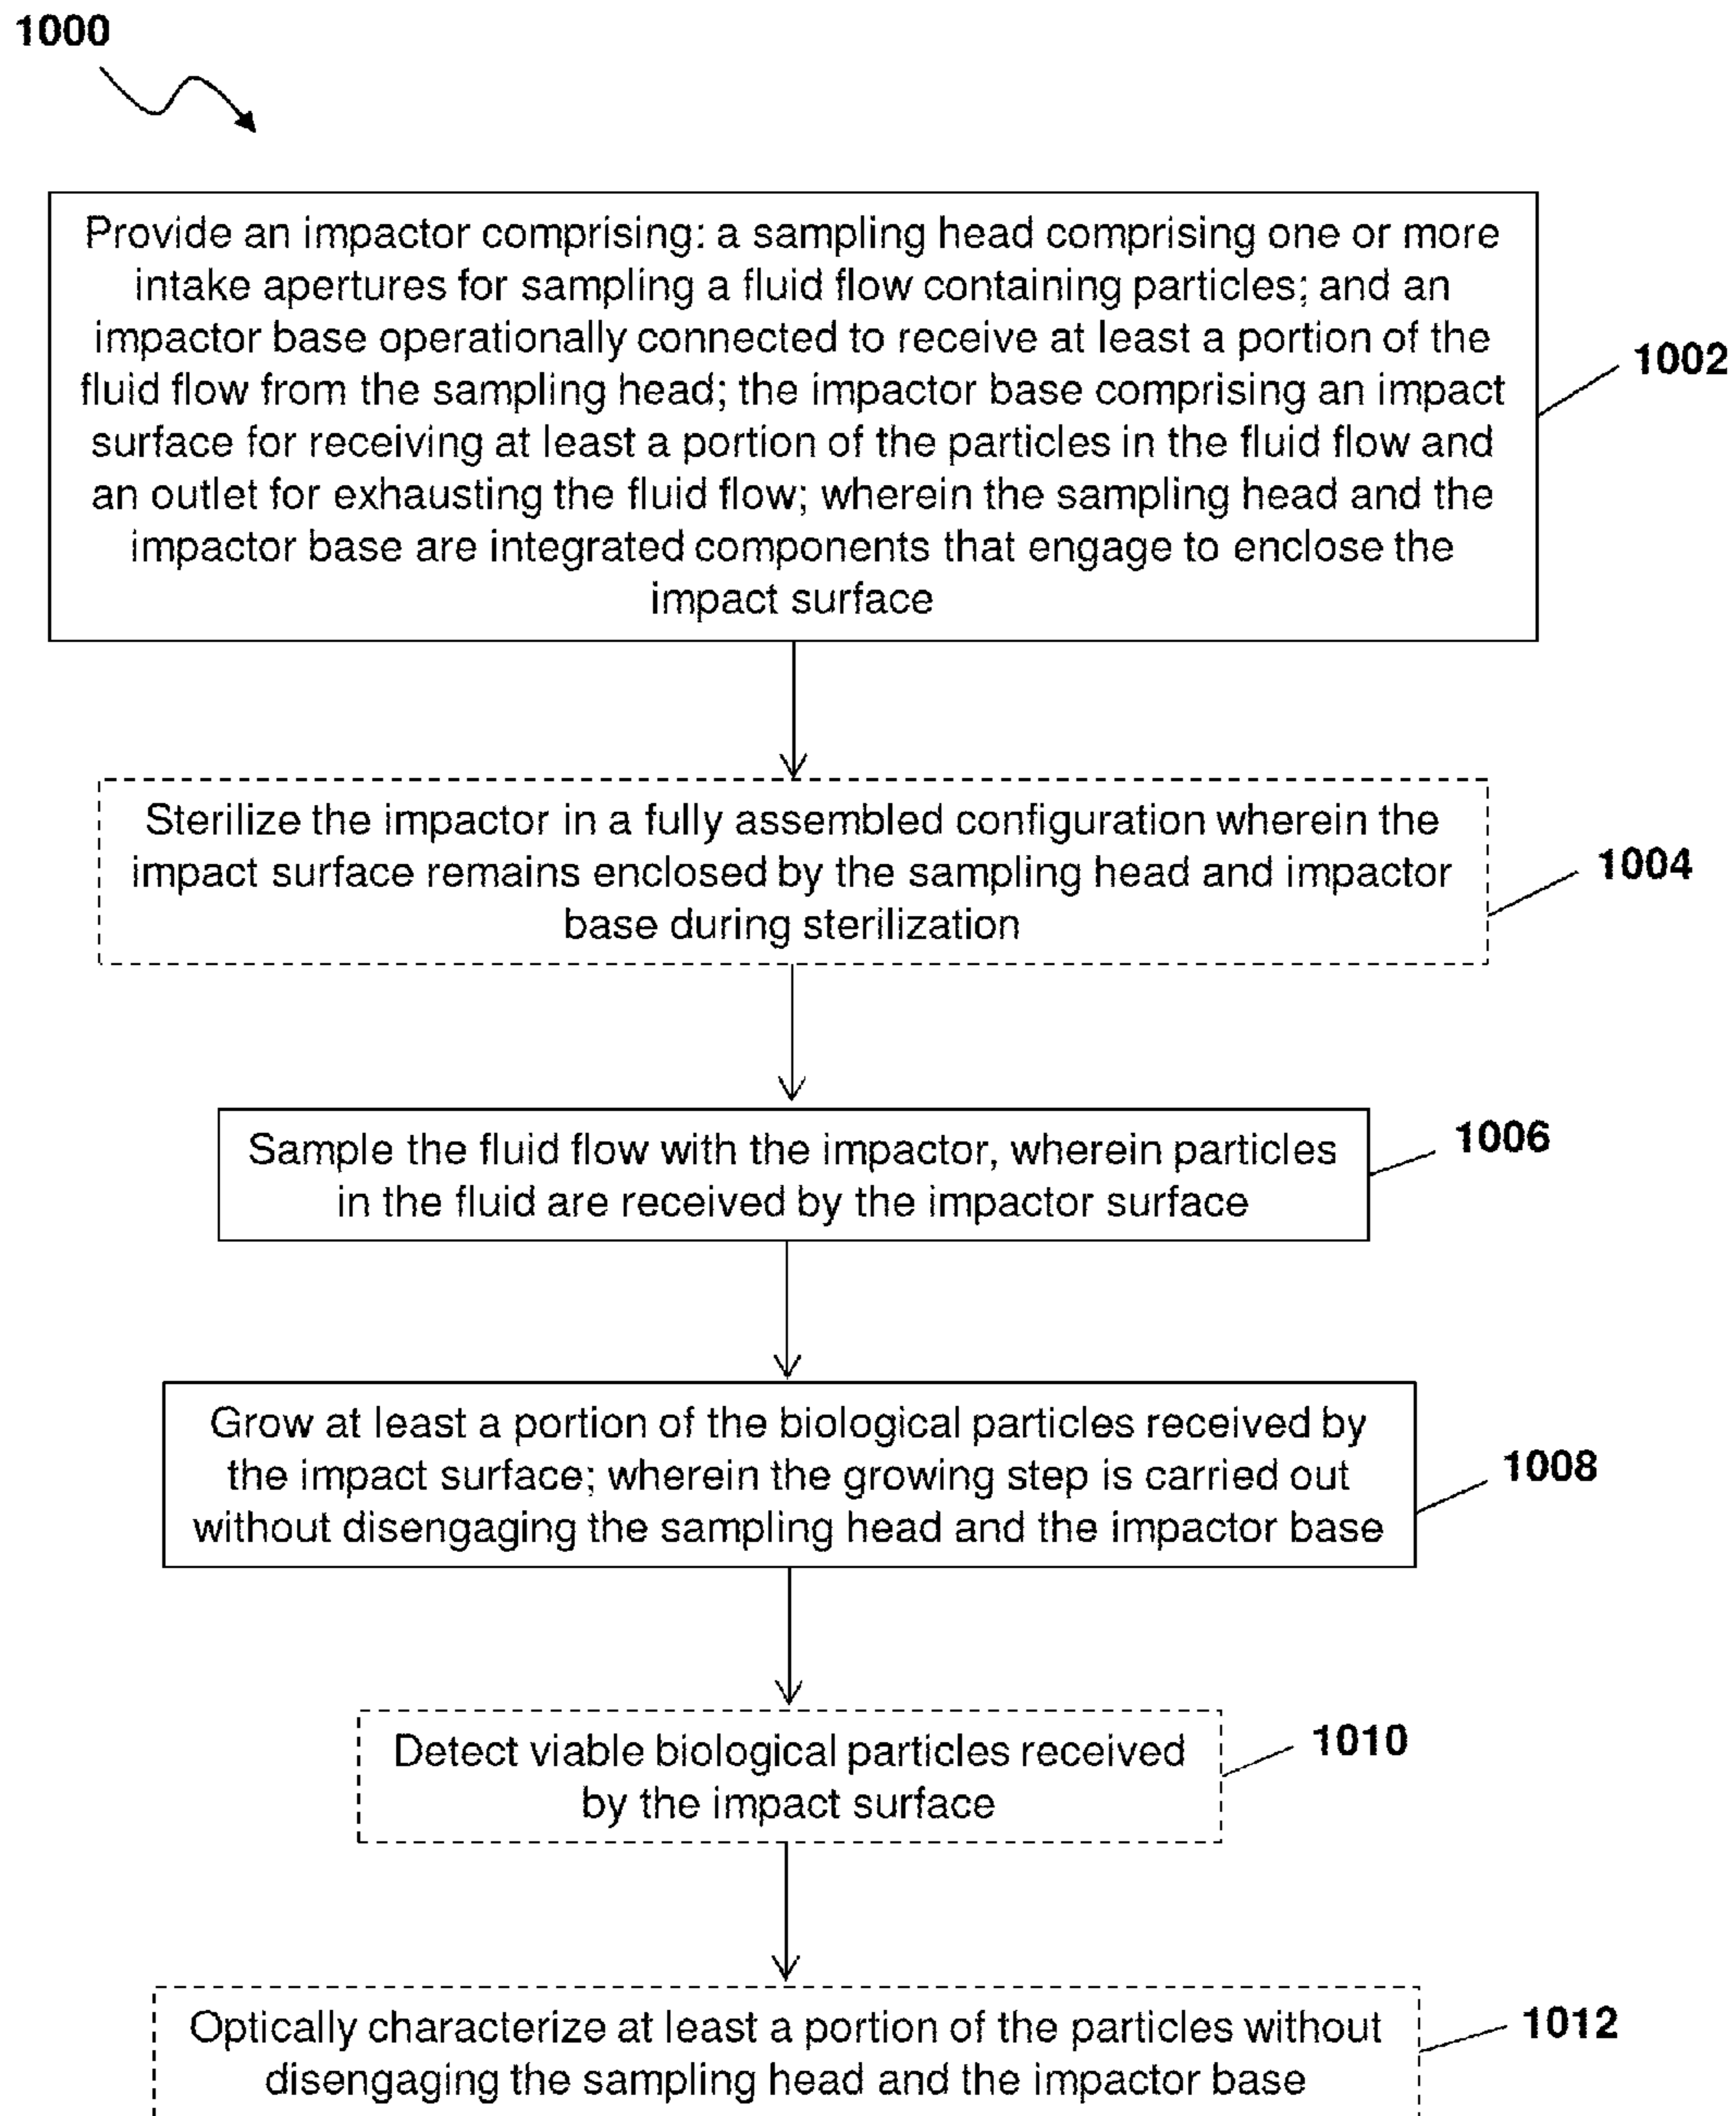 1000
Provide an impactor comprising: a sampling head comprising one or more
intake apertures for sampling a fluid flow containing particles; and an
impactor base operationally connected to receive at least a portion of the
fluid flow from the sampling head; the impactor base comprising an impact
surface for receiving at least a portion of the particles in the fluid flow and
an outlet for exhausting the fluid flow; wherein the sampling head and the
impactor base are integrated components that engage to enclose the
impact surface
1002
Sterilize the impactor in a fully assembled configuration wherein the
impact surface remains enclosed by the sampling head and impactor
base during sterilization
1004
Sample the fluid flow with the impactor, wherein particles
in the fluid are received by the impactor surface
1006
Grow at least a portion of the biological particles received by
the impact surface; wherein the growing step is carried out
without disengaging the sampling head and the impactor base
1008
Detect viable biological particles received
by the impact surface
1010
Optically characterize at least a portion of the particles without
disengaging the sampling head and the impactor base
1012